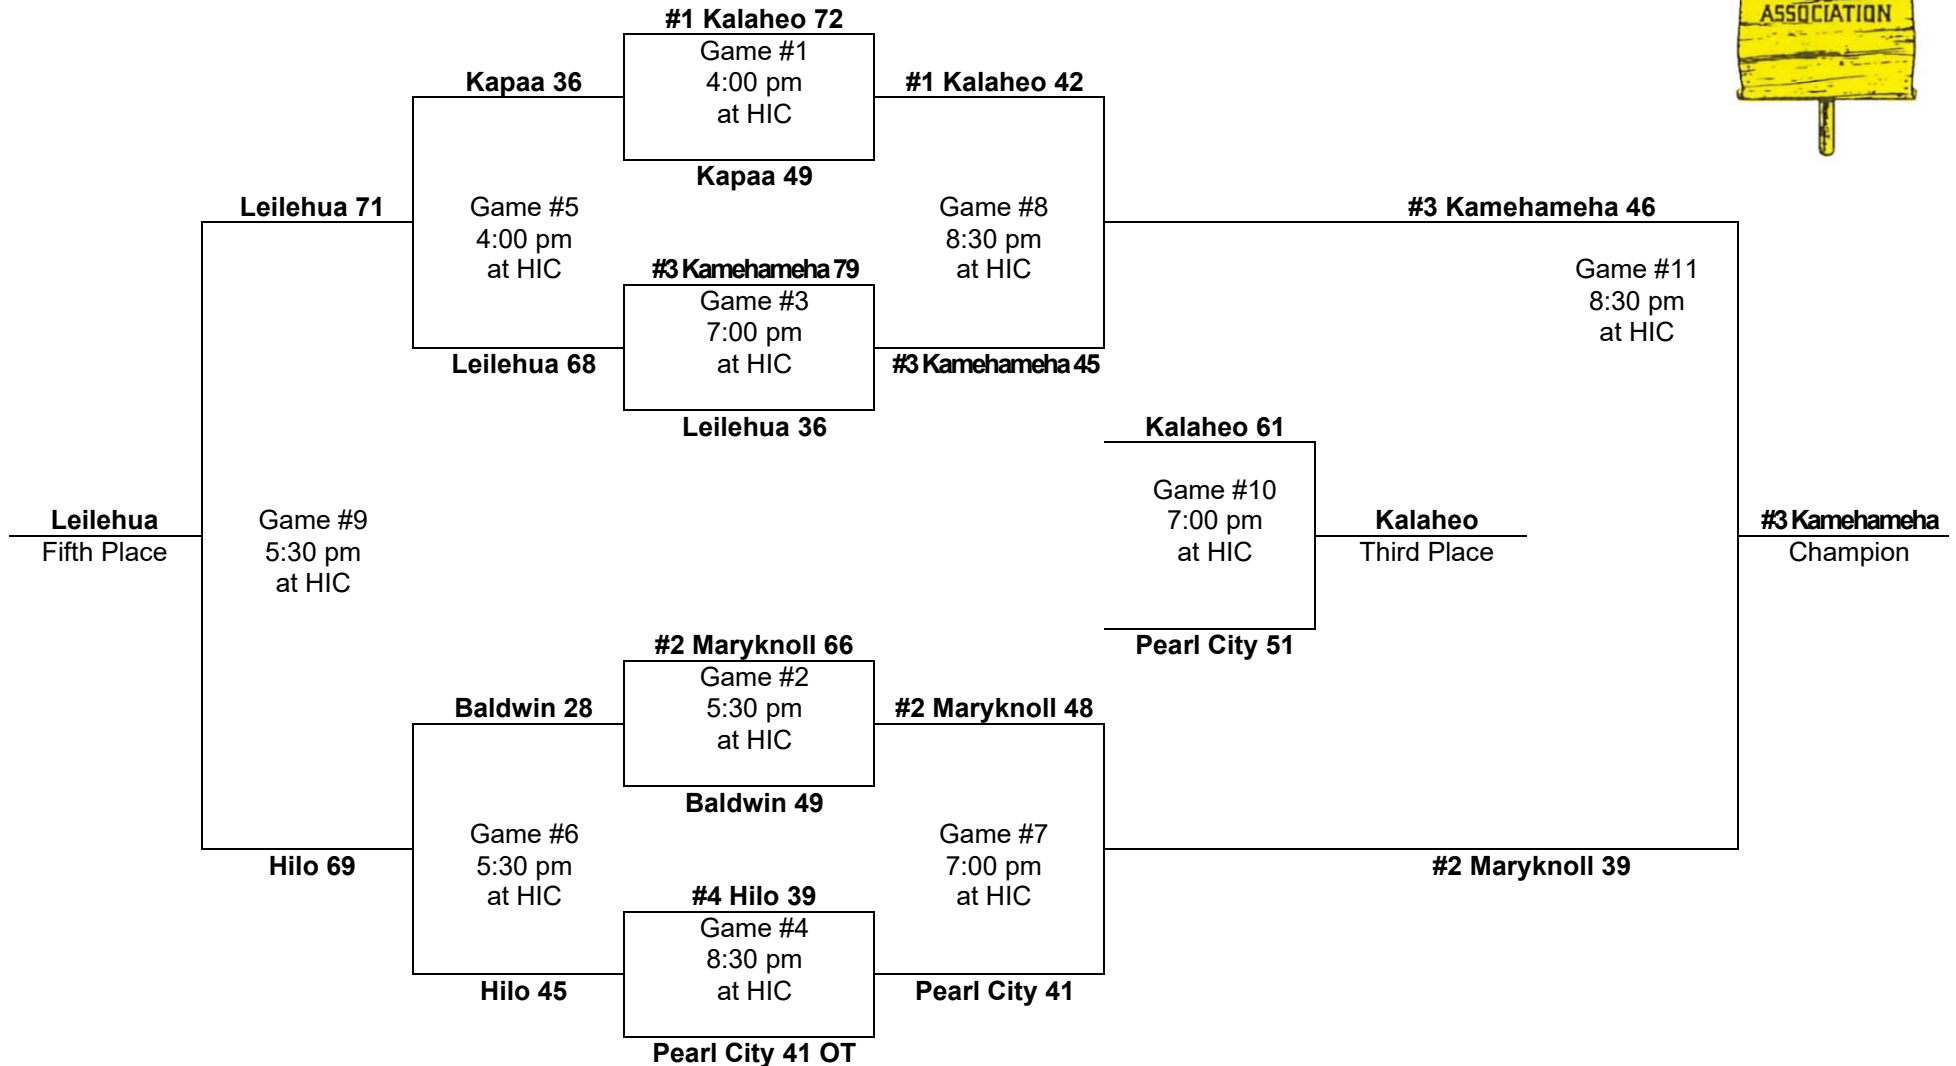 ASSOCIATION
#1 Kalaheo 72
Game #1
Kapaa 36
4:00 pm
#1 Kalaheo 42
at HIC
Kapaa 49
Leilehua 71
Game #5
Game #8
#3 Kamehameha 46
4:00 pm
8:30 pm
at HIC
#3 Kamehameha 79
at HIC
Game #11
Game #3
8:30 pm
7:00 pm
at HIC
Leilehua 68
at HIC
#3 Kamehameha 45
Leilehua 36
Kalaheo 61
Game #10
Leilehua
Game #9
7:00 pm
Kalaheo
#3 Kamehameha
Fifth Place
5:30 pm
at HIC
Third Place
Champion
at HIC
#2 Maryknoll 66
Pearl City 51
Game #2
Baldwin 28
5:30 pm
#2 Maryknoll 48
at HIC
Baldwin 49
Game #6
Game #7
Hilo 69
5:30 pm
7:00 pm
#2 Maryknoll 39
at HIC
#4 Hilo 39
at HIC
Game #4
8:30 pm
Hilo 45
at HIC
Pearl City 41
Pearl City 41 OT